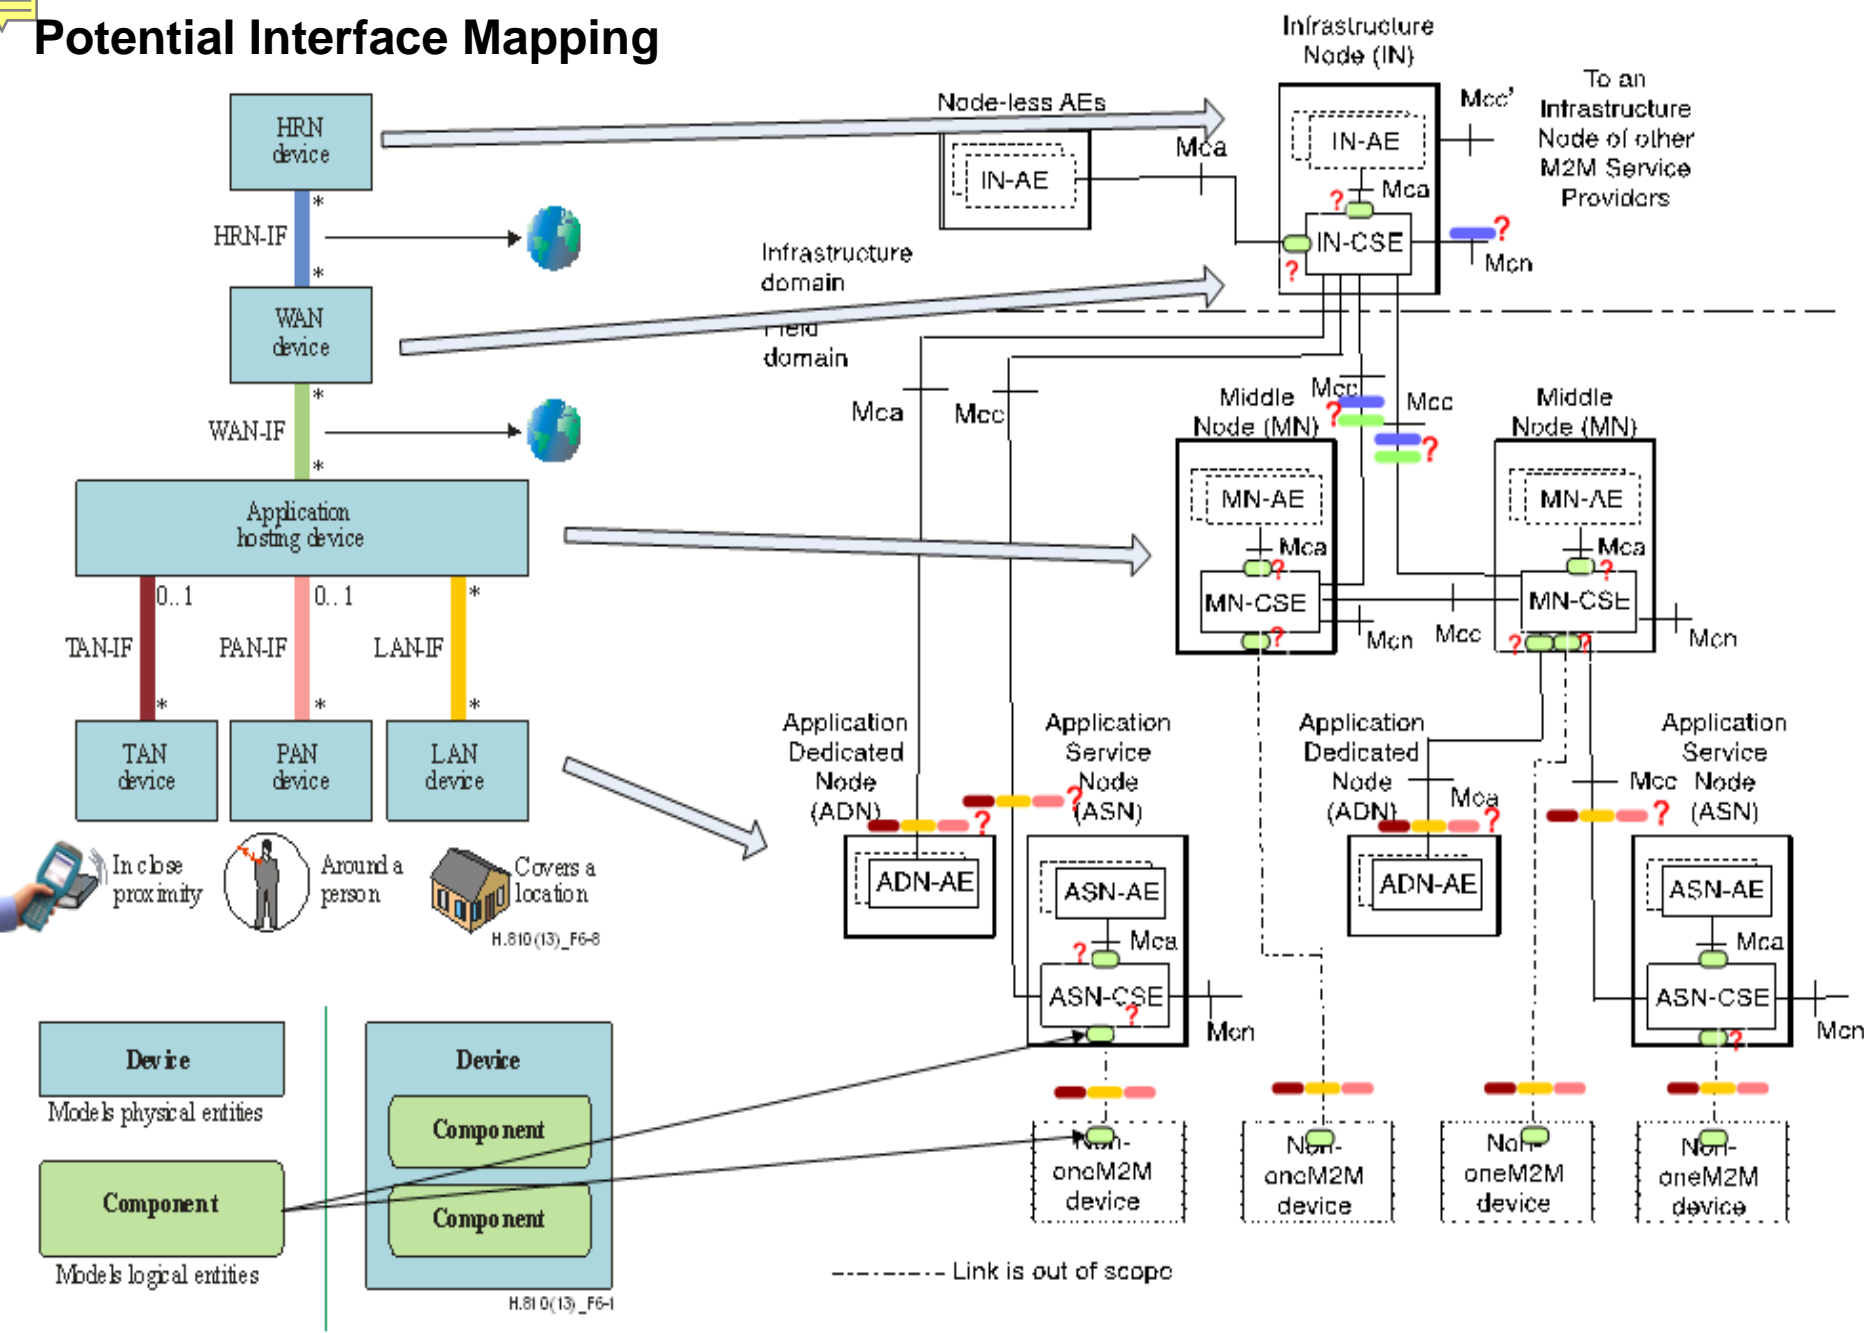 Potential Interface Mapping
HRN
device
*
HRN-IF
*
WAN
device
*
WAN-IF
*
Application
hosting device
0..1
0..1
*
TAN-IF
PAN-IF
LAN-IF
*
*
*
TAN
device
PAN
device
LAN
device
In close
proximity
Around a
person
Covers a
location
H.810(13)_F6-8
Device
Models physical entities
Component
Models logical entities
Device
Component
Component
H.810(13)_F6-1
Infrastructure
Node (IN)
Node-less AEs
IN-AE
Mca
IN-AE
Mca
?
IN-CSE
?
Mcc'
?
Mcn
To an
Infrastructure
Node of other
M2M Service
Providers
Infrastructure
domain
Field
domain
Mca
Mcc
Mcc
?
Mcc
?
Middle
Node (MN)
MN-AE
Mca
?
MN-CSE
?
Mcn
Mcc
Middle
Node (MN)
MN-AE
Mca
?
MN-CSE
?
?
Mcn
Application
Dedicated
Node
(ADN)
?
ADN-AE
Application
Service
Node
(ASN)
?
ASN-AE
Mca
?
ASN-CSE
?
Mcn
Application
Dedicated
Node
(ADN)
Mca
?
ADN-AE
Application
Service
Node
(ASN)
Mcc
?
ASN-AE
Mca
ASN-CSE
?
Mcn
Non-
oneM2M
device
Non-
oneM2M
device
Non-
oneM2M
device
Non-
oneM2M
device
Link is out of scope